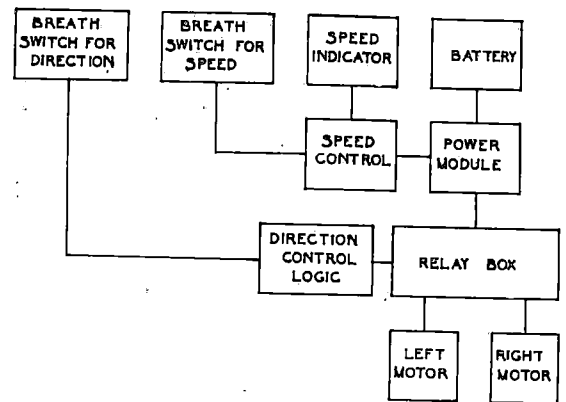 BREATH
SWITCH FOR
DIRECTION
BREATH
SWITCH FOR
SPEED
SPEED
INDICATOR
BATTERY
SPEED
CONTROL
POWER
MODULE
DIRECTION
CONTROL
LOGIC
RELAY BOX
LEFT
MOTOR
RIGHT
MOTOR